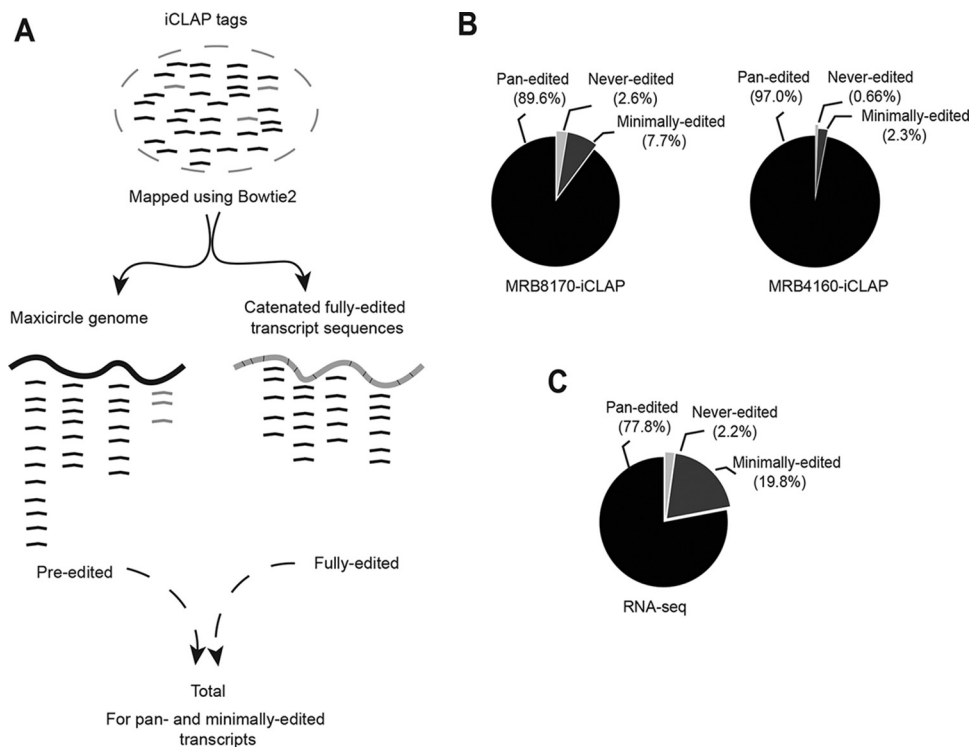 A
iCLAP tags
Mapped using Bowtie2
Maxicircle genome
Catenated fully-edited
transcript sequences
Pre-edited
Fully-edited
Total
For pan- and minimally-edited
transcripts
B
Pan-edited
(89.6%)
Never-edited
(2.6%)
Minimally-edited
(7.7%)
MRB8170-iCLAP
Pan-edited
(97.0%)
Never-edited
(0.66%)
Minimally-edited
(2.3%)
MRB4160-iCLAP
C
Pan-edited
(77.8%)
Never-edited
(2.2%)
Minimally-edited
(19.8%)
RNA-seq